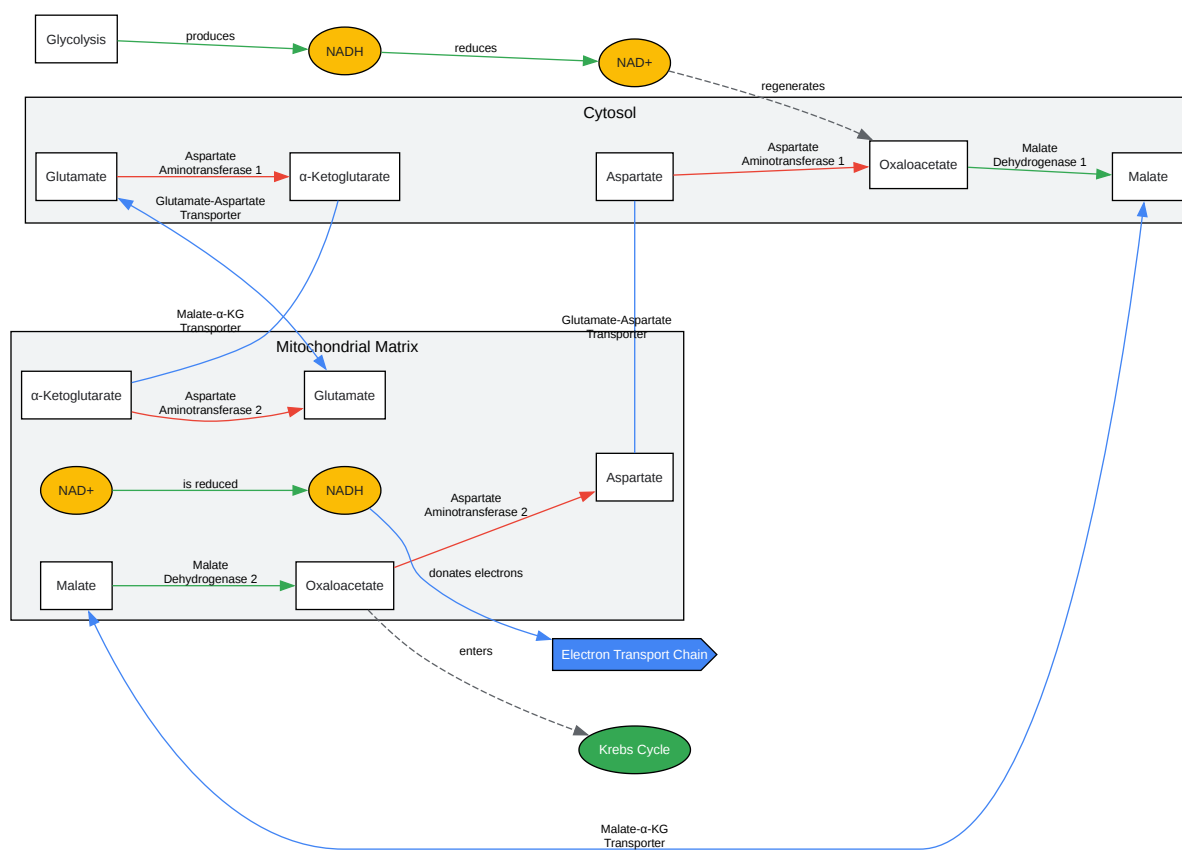 Glycolysis
produces
NADH
reduces
NAD+
regenerates
Cytosol
Glutamate
Aspartate
Aminotransferase 1
α-Ketoglutarate
Aspartate
Aspartate
Aminotransferase 1
Oxaloacetate
Malate
Dehydrogenase 1
Malate
Glutamate-Aspartate
Transporter
Malate-α-KG
Transporter
Glutamate-Aspartate
Transporter
Mitochondrial Matrix
α-Ketoglutarate
Aspartate
Aminotransferase 2
Glutamate
NAD+
is reduced
NADH
Aspartate
Aminotransferase 2
Aspartate
Malate
Malate
Dehydrogenase 2
Oxaloacetate
donates electrons
enters
Electron Transport Chain
Krebs Cycle
Malate-α-KG
Transporter